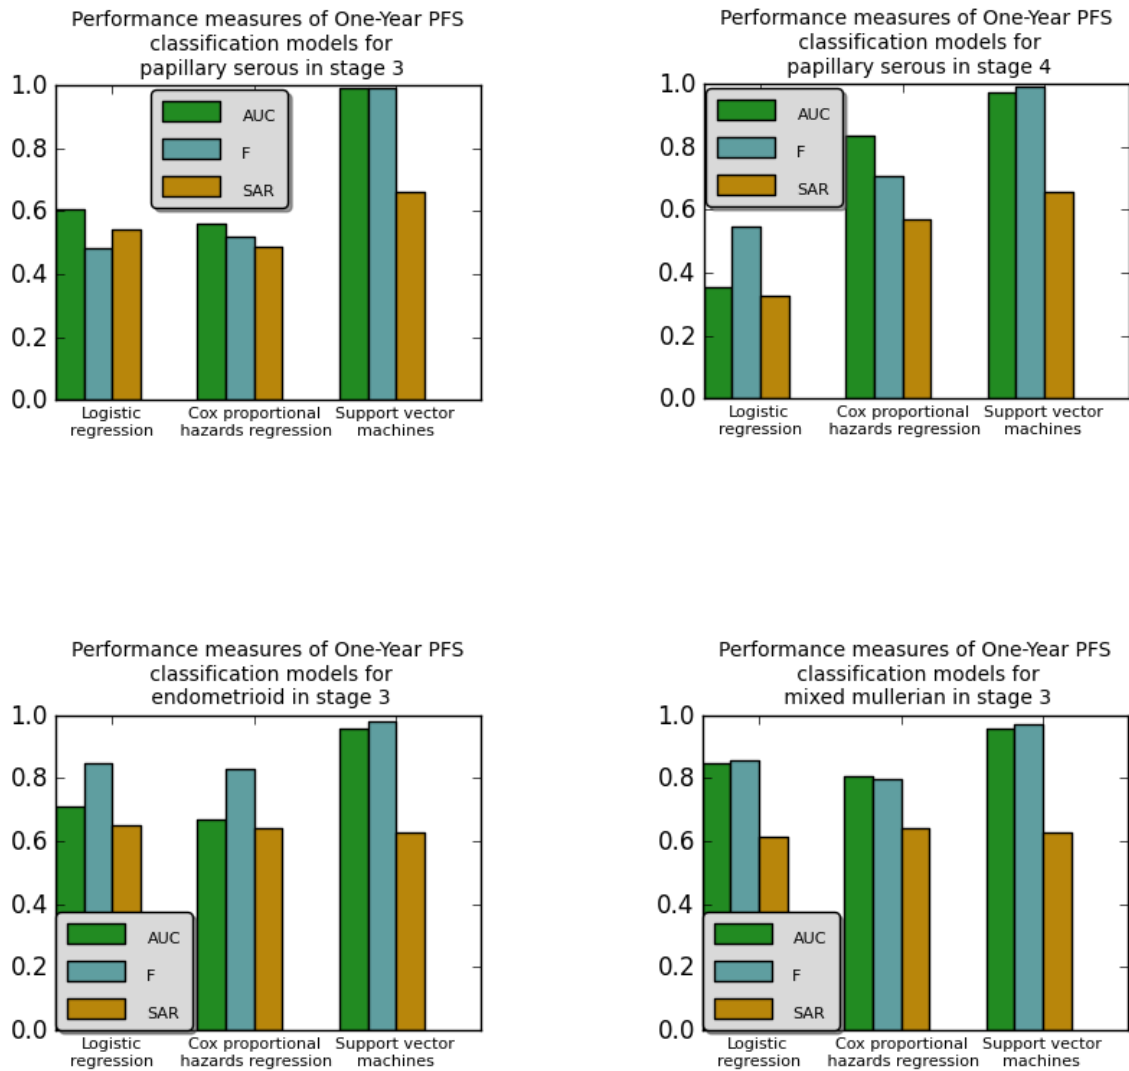 Performance measures of One-Year PFS
classification models for
papillary serous in stage 3
1.0
0.8
0.6
0.4
0.2
0.0
AUC
F
SAR
Logistic
regression
Cox proportional
hazards regression
Support vector
machines
Performance measures of One-Year PFS
classification models for
papillary serous in stage 4
1.0
0.8
0.6
0.4
0.2
0.0
AUC
F
SAR
Logistic
regression
Cox proportional
hazards regression
Support vector
machines
Performance measures of One-Year PFS
classification models for
endometrioid in stage 3
1.0
0.8
0.6
0.4
0.2
0.0
AUC
F
SAR
Logistic
regression
Cox proportional
hazards regression
Support vector
machines
Performance measures of One-Year PFS
classification models for
mixed mullerian in stage 3
1.0
0.8
0.6
0.4
0.2
0.0
AUC
F
SAR
Logistic
regression
Cox proportional
hazards regression
Support vector
machines